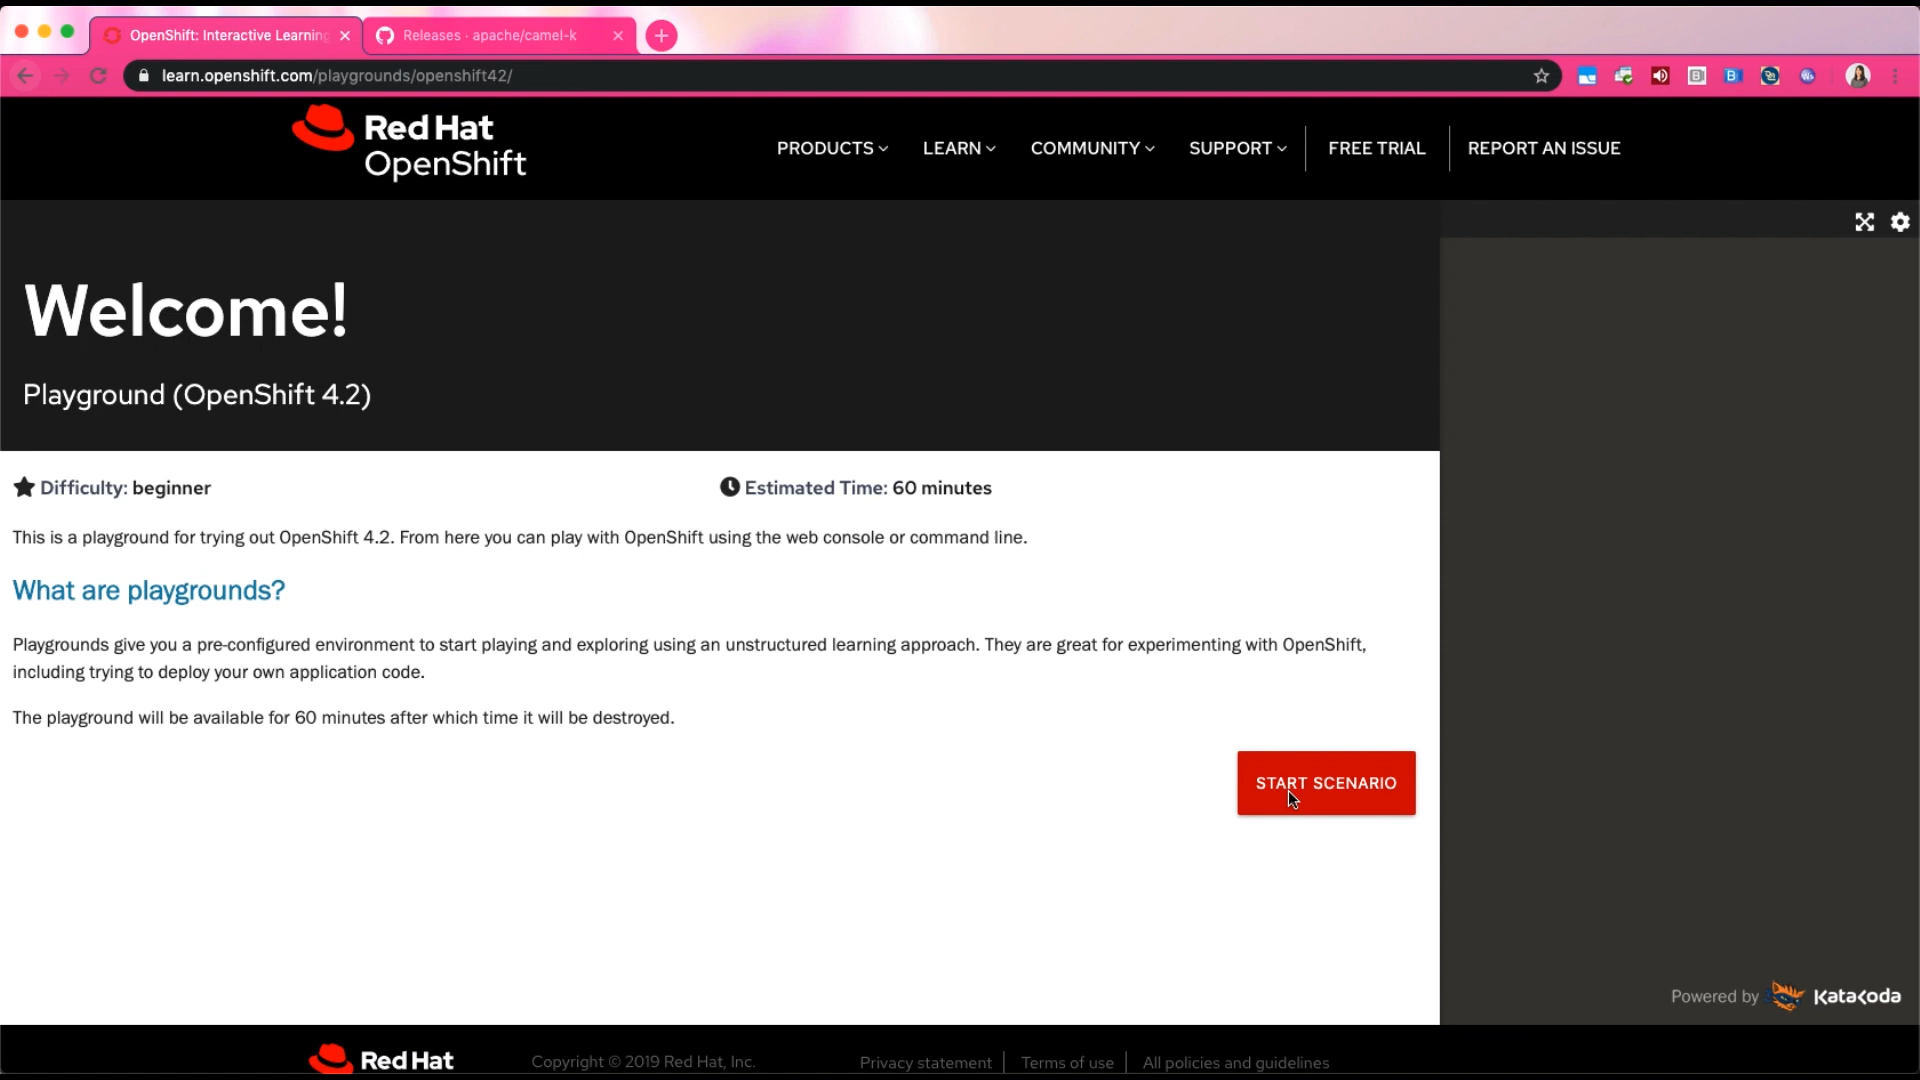 OpenShift: Interactive Learning
Releases · apache/camel-k
learn.openshift.com/playgrounds/openshift42/
Red Hat
OpenShift
PRODUCTS
LEARN
COMMUNITY
SUPPORT
FREE TRIAL
REPORT AN ISSUE
Welcome!
Playground (OpenShift 4.2)
Difficulty: beginner
Estimated Time: 60 minutes
This is a playground for trying out OpenShift 4.2. From here you can play with OpenShift using the web console or command line.
What are playgrounds?
Playgrounds give you a pre-configured environment to start playing and exploring using an unstructured learning approach. They are great for experimenting with OpenShift,
including trying to deploy your own application code.
The playground will be available for 60 minutes after which time it will be destroyed.
START SCENARIO
Powered by Katacoda
Red Hat
Copyright © 2019 Red Hat, Inc.
Privacy statement
Terms of use
All policies and guidelines